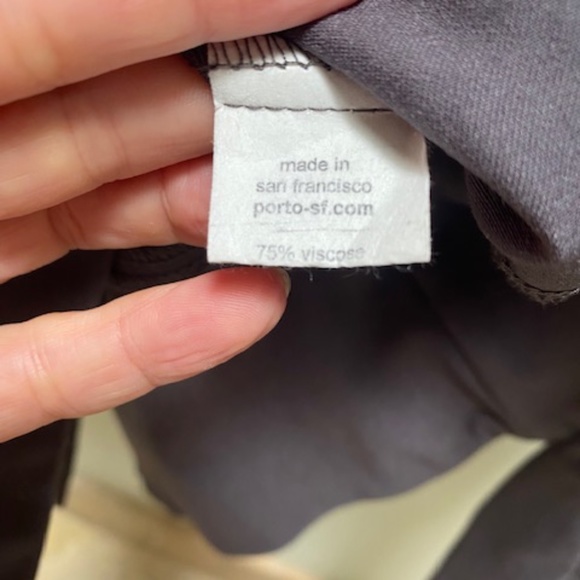 made in
san francisco
porto-sf.com
75% viscose